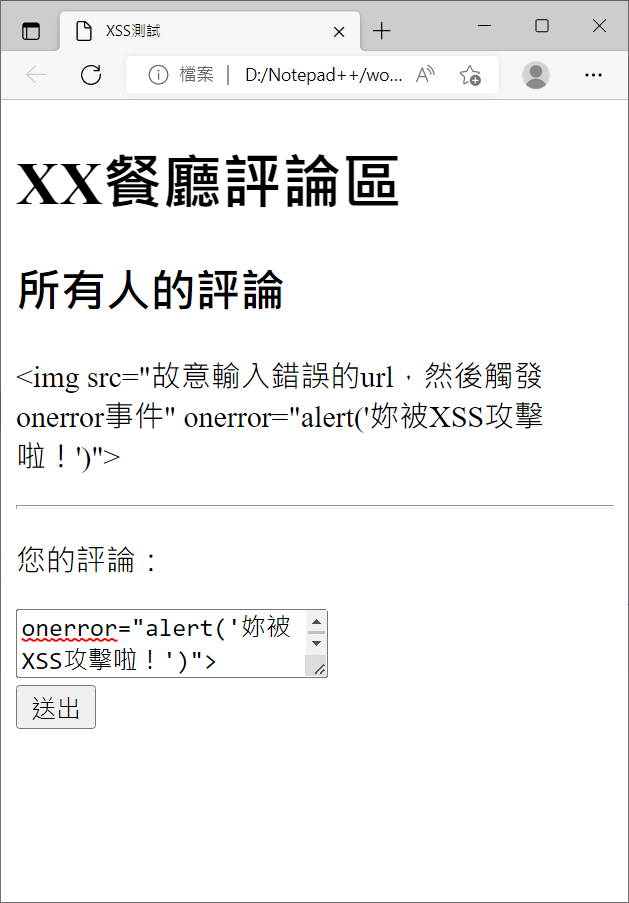 XSS測試
檔案
D:/Notepad++/wo...
XX餐廳評論區
所有人的評論
<img src="故意輸入錯誤的url，然後觸發
onerror事件" onerror="alert('妳被XSS攻擊
啦！')">
您的評論：
onerror="alert('妳被
XSS攻擊啦！')">
送出